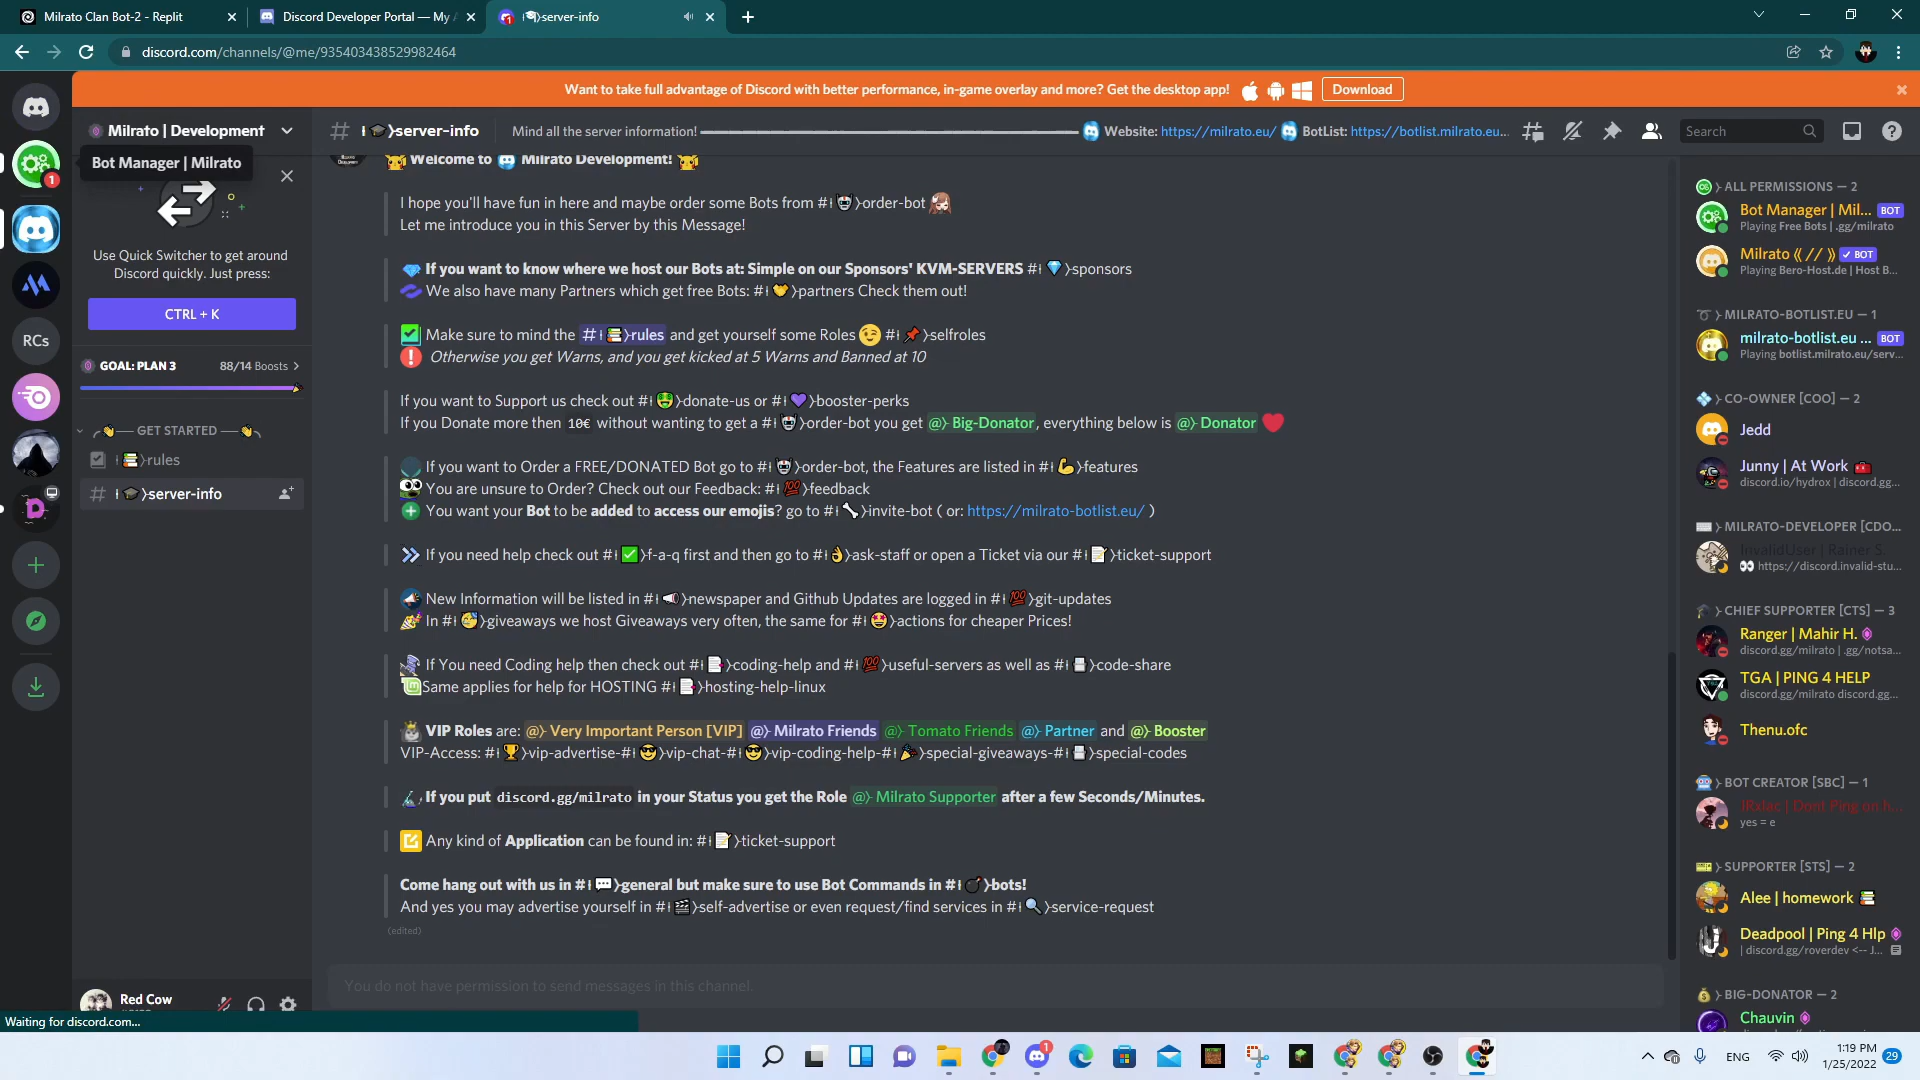 Milrato Clan Bot-2 - Replit
Discord Developer Portal — My A
server-info
discord.com/channels/@me/935403438529982464
Want to take full advantage of Discord with better performance, in-game overlay and more? Get the desktop app!
Download
Milrato | Development
Bot Manager | Milrato
1
Use Quick Switcher to get around
Discord quickly. Just press:
CTRL + K
RCs
GOAL: PLAN 3
88/14 Boosts
GET STARTED
rules
server-info
Red Cow
Waiting for discord.com...
server-info
Mind all the server information!
Website: https://milrato.eu/
BotList: https://botlist.milrato.eu...
Search
Welcome to Milrato Development!
I hope you'll have fun in here and maybe order some Bots from # order-bot
Let me introduce you in this Server by this Message!
If you want to know where we host our Bots at: Simple on our Sponsors' KVM-SERVERS # sponsors
We also have many Partners which get free Bots: # partners Check them out!
Make sure to mind the # rules and get yourself some Roles # selfroles
Otherwise you get Warns, and you get kicked at 5 Warns and Banned at 10
If you want to Support us check out # donate-us or # booster-perks
If you Donate more then 10€ without wanting to get a # order-bot you get @ Big-Donator, everything below is @ Donator
If you want to Order a FREE/DONATED Bot go to # order-bot, the Features are listed in # features
You are unsure to Order? Check out our Feedback: # feedback
You want your Bot to be added to access our emojis? go to # invite-bot ( or: https://milrato-botlist.eu/ )
If you need help check out # f-a-q first and then go to # ask-staff or open a Ticket via our # ticket-support
New Information will be listed in # newspaper and Github Updates are logged in # git-updates
In # giveaways we host Giveaways very often, the same for # actions for cheaper Prices!
If You need Coding help then check out # coding-help and # useful-servers as well as # code-share
Same applies for help for HOSTING # hosting-help-linux
VIP Roles are: @ Very Important Person [VIP] @ Milrato Friends @ Tomato Friends @ Partner and @ Booster
VIP-Access: # vip-advertise-# vip-chat-# vip-coding-help-# special-giveaways-# special-codes
If you put discord.gg/milrato in your Status you get the Role @ Milrato Supporter after a few Seconds/Minutes.
Any kind of Application can be found in: # ticket-support
Come hang out with us in # general but make sure to use Bot Commands in # bots!
And yes you may advertise yourself in # self-advertise or even request/find services in # service-request
(edited)
You do not have permission to send messages in this channel.
ALL PERMISSIONS — 2
Bot Manager | Mil... BOT
Playing Free Bots | .gg/milrato
Milrato 《 // 》 ✓ BOT
Playing Bero-Host.de | Host B...
MILRATO-BOTLIST.EU — 1
milrato-botlist.eu ... BOT
Playing botlist.milrato.eu/serv...
CO-OWNER [COO] — 2
Jedd
Junny | At Work
discord.io/hydrox | discord.gg...
MILRATO-DEVELOPER [CDO...
InvalidUser | Rainer S.
https://discord.invalid-stu...
CHIEF SUPPORTER [CTS] — 3
Ranger | Mahir H.
discord.gg/milrato | .gg/notsa...
TGA | PING 4 HELP
discord.gg/milrato discord.gg...
Thenu.ofc
BOT CREATOR [SBC] — 1
yes = e
SUPPORTER [STS] — 2
Alee | homework
Deadpool | Ping 4 Hlp
| discord.gg/roverdev <-- J...
BIG-DONATOR — 2
Chauvin
1
ENG
1:19 PM
1/25/2022
29